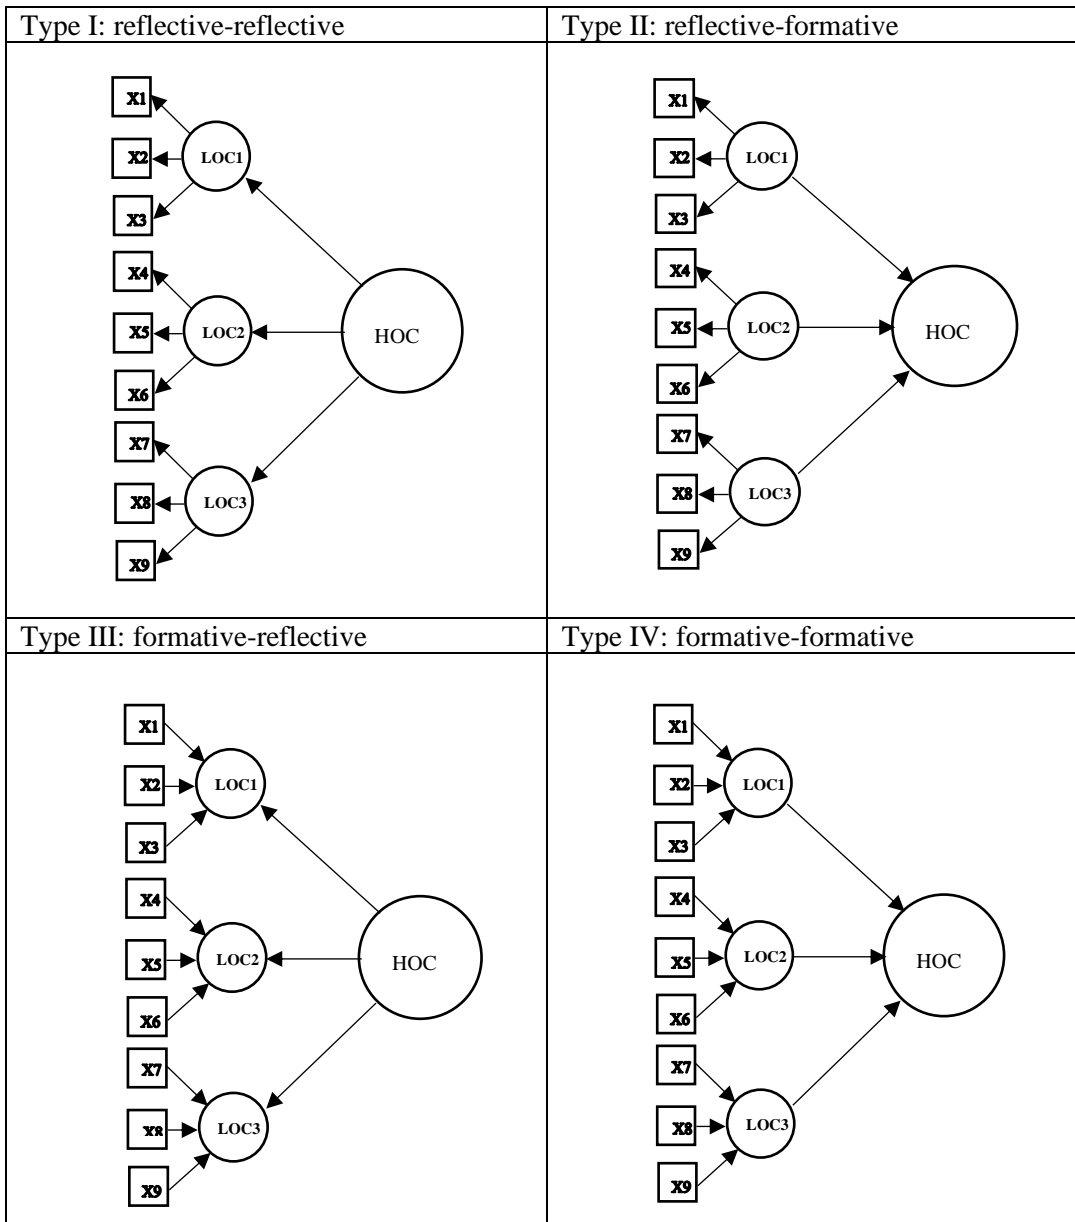 Type I: reflective-reflective
X1
X2
X3
X4
X5
X6
X7
X8
X9
LOC1
LOC2
LOC3
HOC
Type II: reflective-formative
X1
X2
X3
X4
X5
X6
X7
X8
X9
LOC1
LOC2
LOC3
HOC
Type III: formative-reflective
X1
X2
X3
X4
X5
X6
X7
X8
X9
LOC1
LOC2
LOC3
HOC
Type IV: formative-formative
X1
X2
X3
X4
X5
X6
X7
X8
X9
LOC1
LOC2
LOC3
HOC